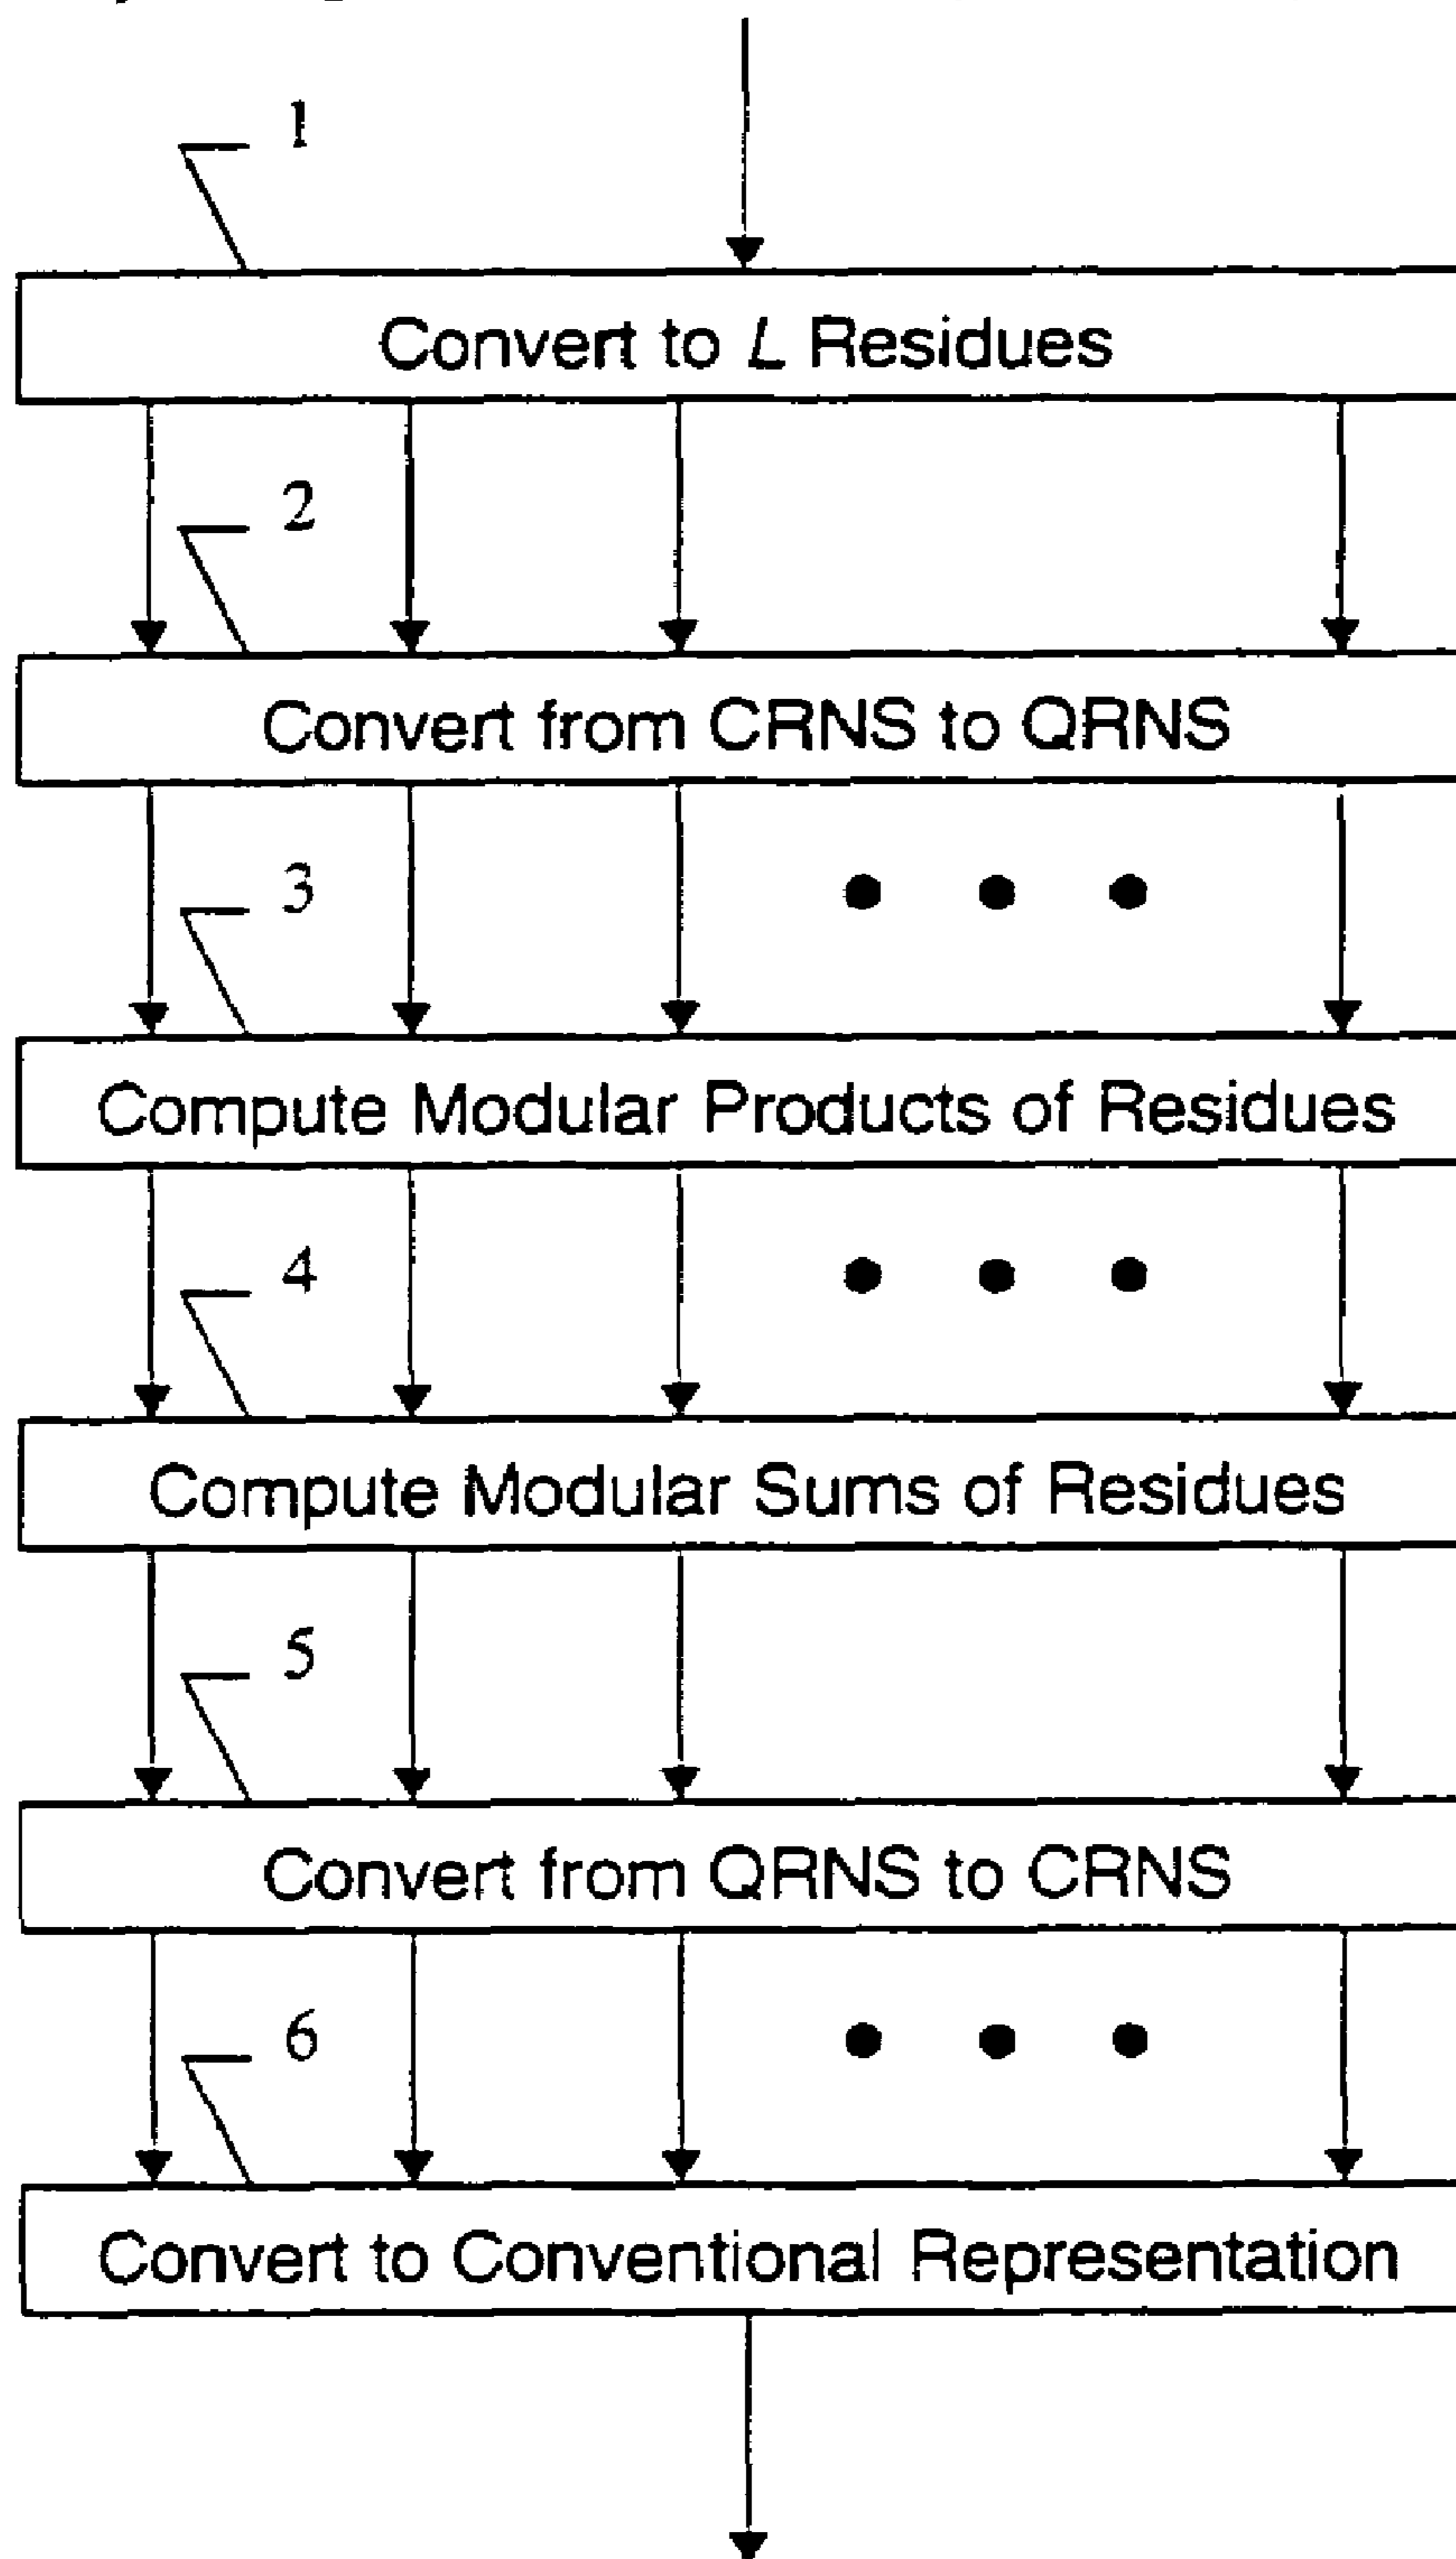 1
Convert to L Residues
2
Convert from CRNS to QRNS
3
Compute Modular Products of Residues
4
Compute Modular Sums of Residues
5
Convert from QRNS to CRNS
6
Convert to Conventional Representation